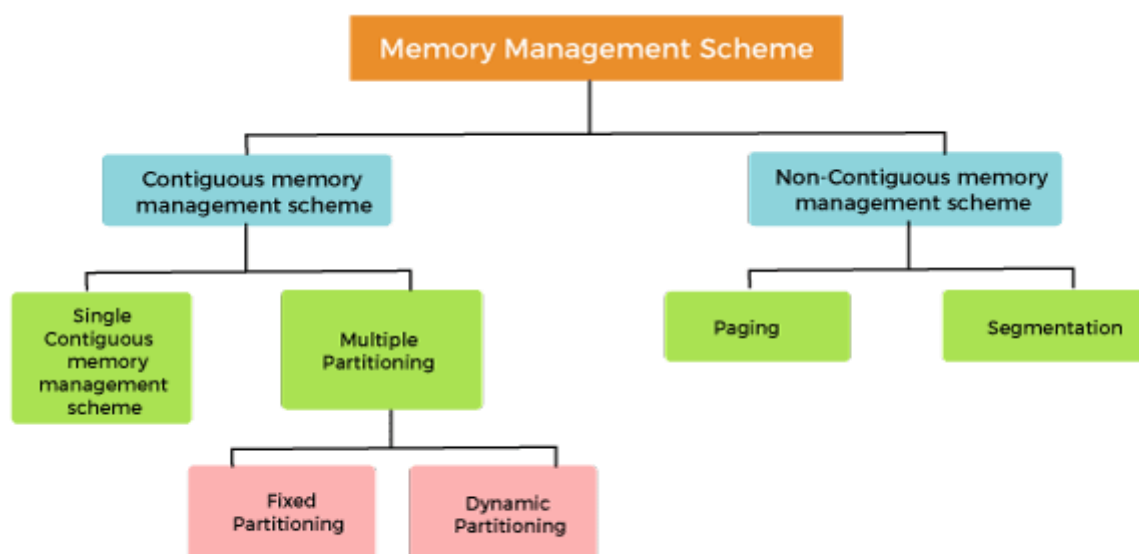 Memory Management Scheme
Contiguous memory
management scheme
Non-Contiguous memory
management scheme
Single
Contiguous
memory
management
scheme
Multiple
Partitioning
Paging
Segmentation
Fixed
Partitioning
Dynamic
Partitioning